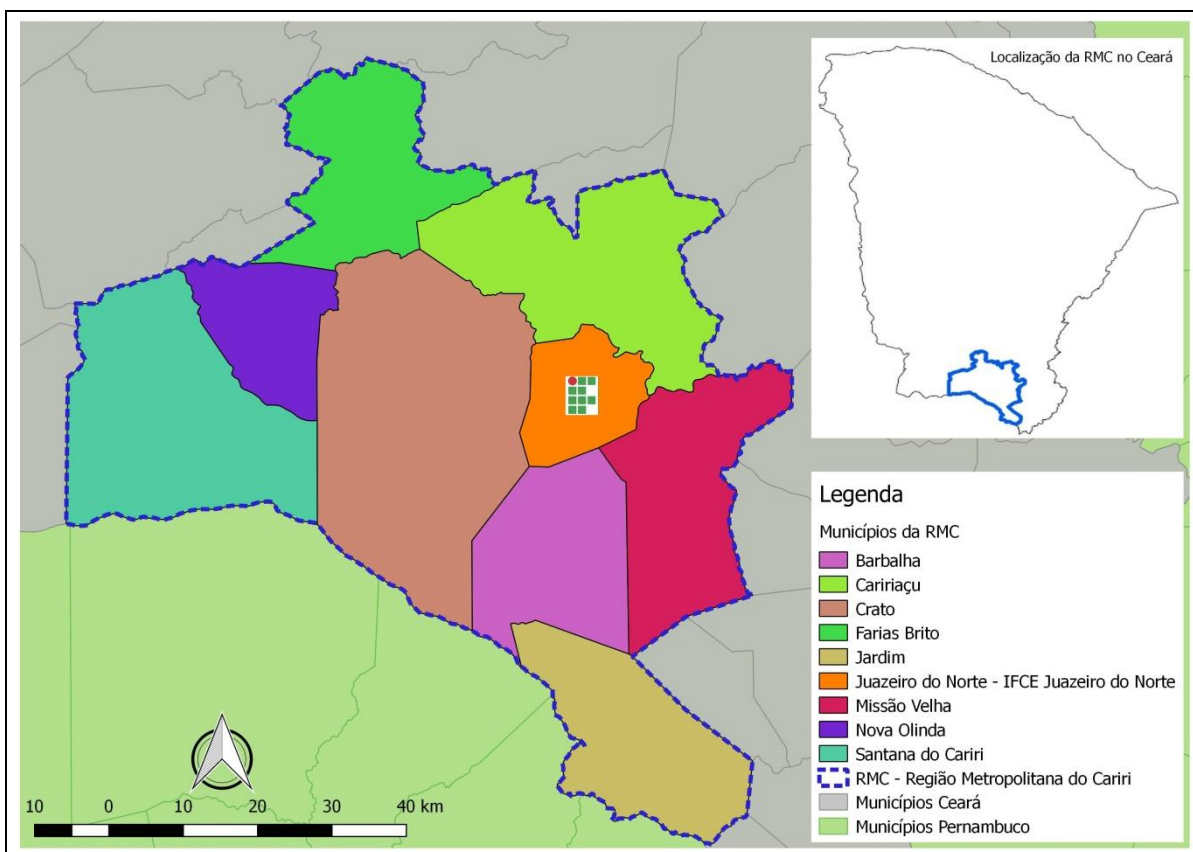 Localização da RMC no Ceará
Legenda
Municípios da RMC
Barbalha
Caririaçu
Crato
Farias Brito
Jardim
Juazeiro do Norte - IFCE Juazeiro do Norte
Missão Velha
Nova Olinda
Santana do Cariri
RMC - Região Metropolitana do Cariri
Municípios Ceará
Municípios Pernambuco
10 0 10 20 30 40 km